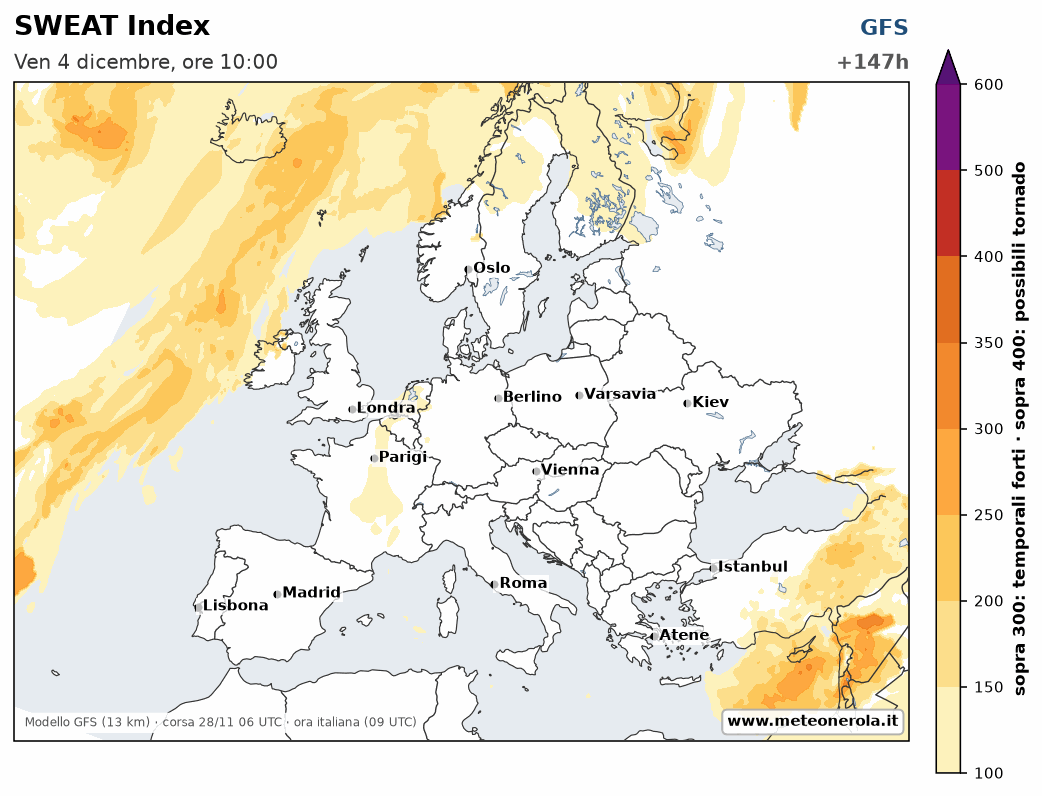 SWEAT Index
GFS
Ven 4 dicembre, ore 10:00
+147h
600
500
400
350
300
250
200
150
100
sopra 300: temporali forti · sopra 400: possibili tornado
Oslo
Berlino
Varsavia
Kiev
Londra
Parigi
Vienna
Istanbul
Roma
Madrid
Lisbona
Atene
Modello GFS (13 km) · corsa 28/11 06 UTC · ora italiana (09 UTC)
www.meteonerola.it